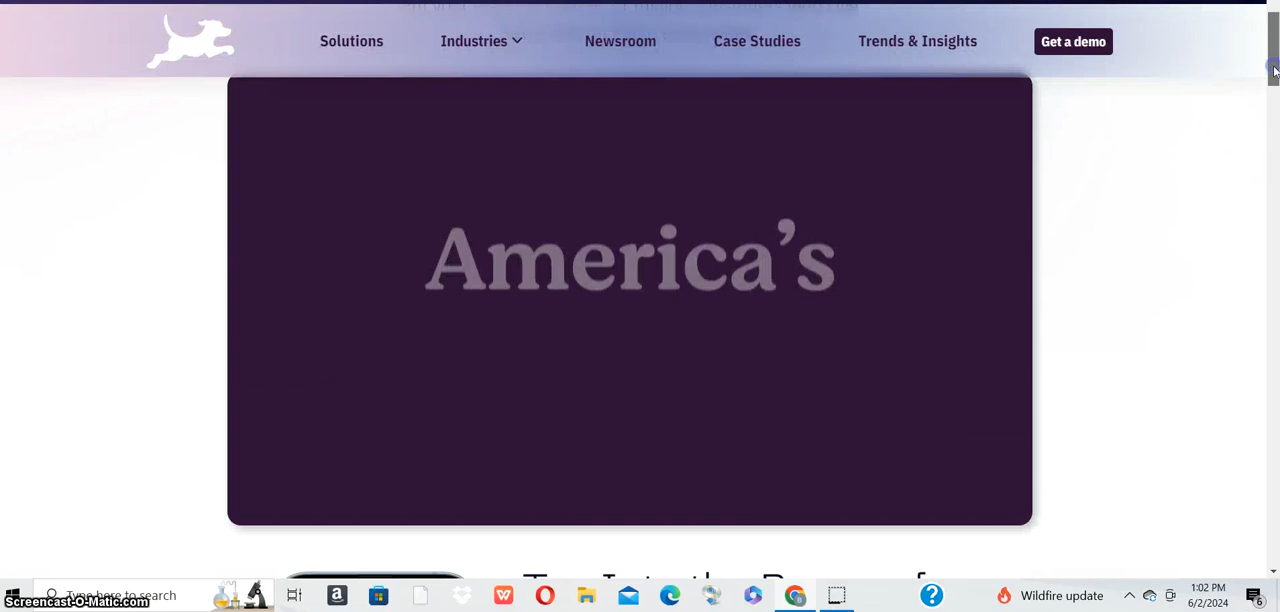 Solutions
Industries
Newsroom
Case Studies
Trends & Insights
Get a demo
America's
Type here to search
Wildfire update
1:02 PM
6/2/2024
6
Screencast-O-Matic.com